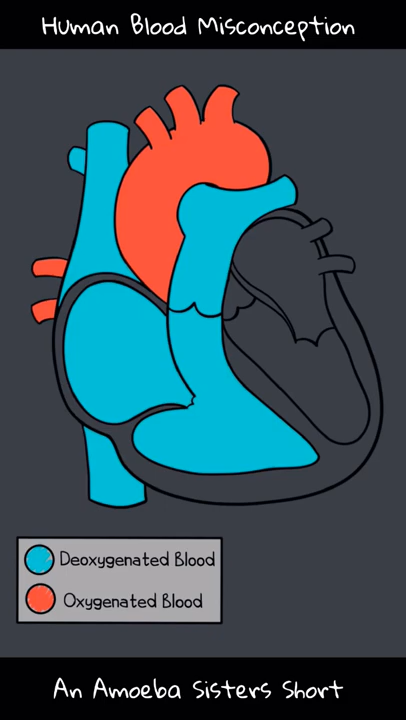 Human Blood Misconception
Deoxygenated Blood
Oxygenated Blood
An Amoeba Sisters Short